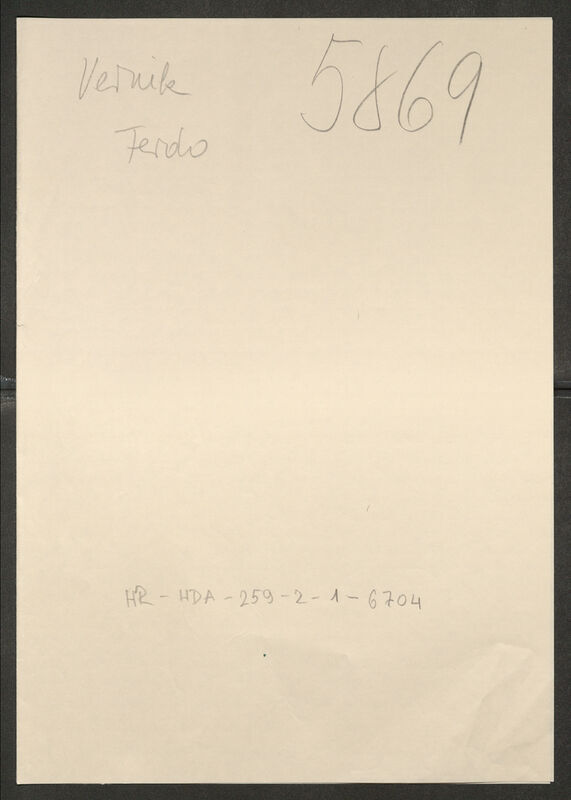 Vernik
5869
Ferdo
HR - HDA - 259 - 2 - 1 - 6704